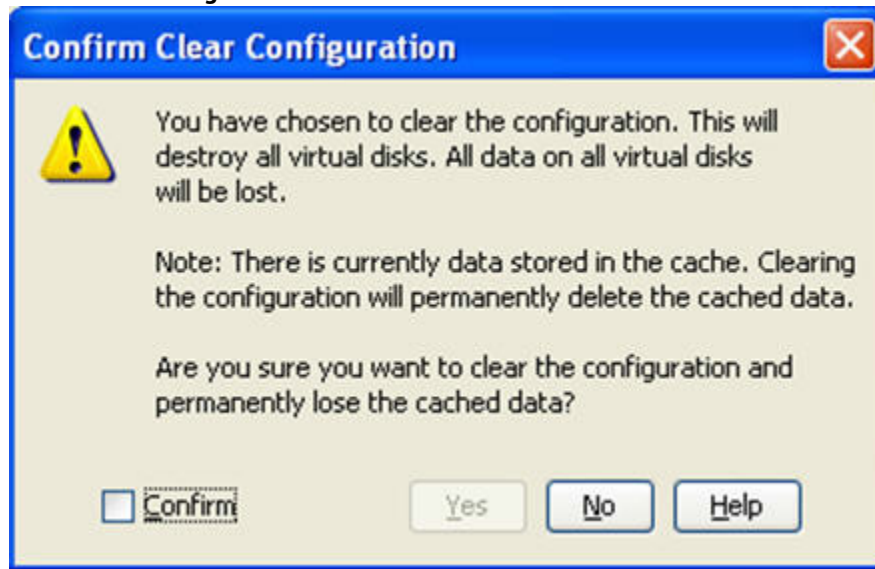 Confirm Clear Configuration
You have chosen to clear the configuration. This will
destroy all virtual disks. All data on all virtual disks
will be lost.
Note: There is currently data stored in the cache. Clearing
the configuration will permanently delete the cached data.
Are you sure you want to clear the configuration and
permanently lose the cached data?
Confirm Yes No Help